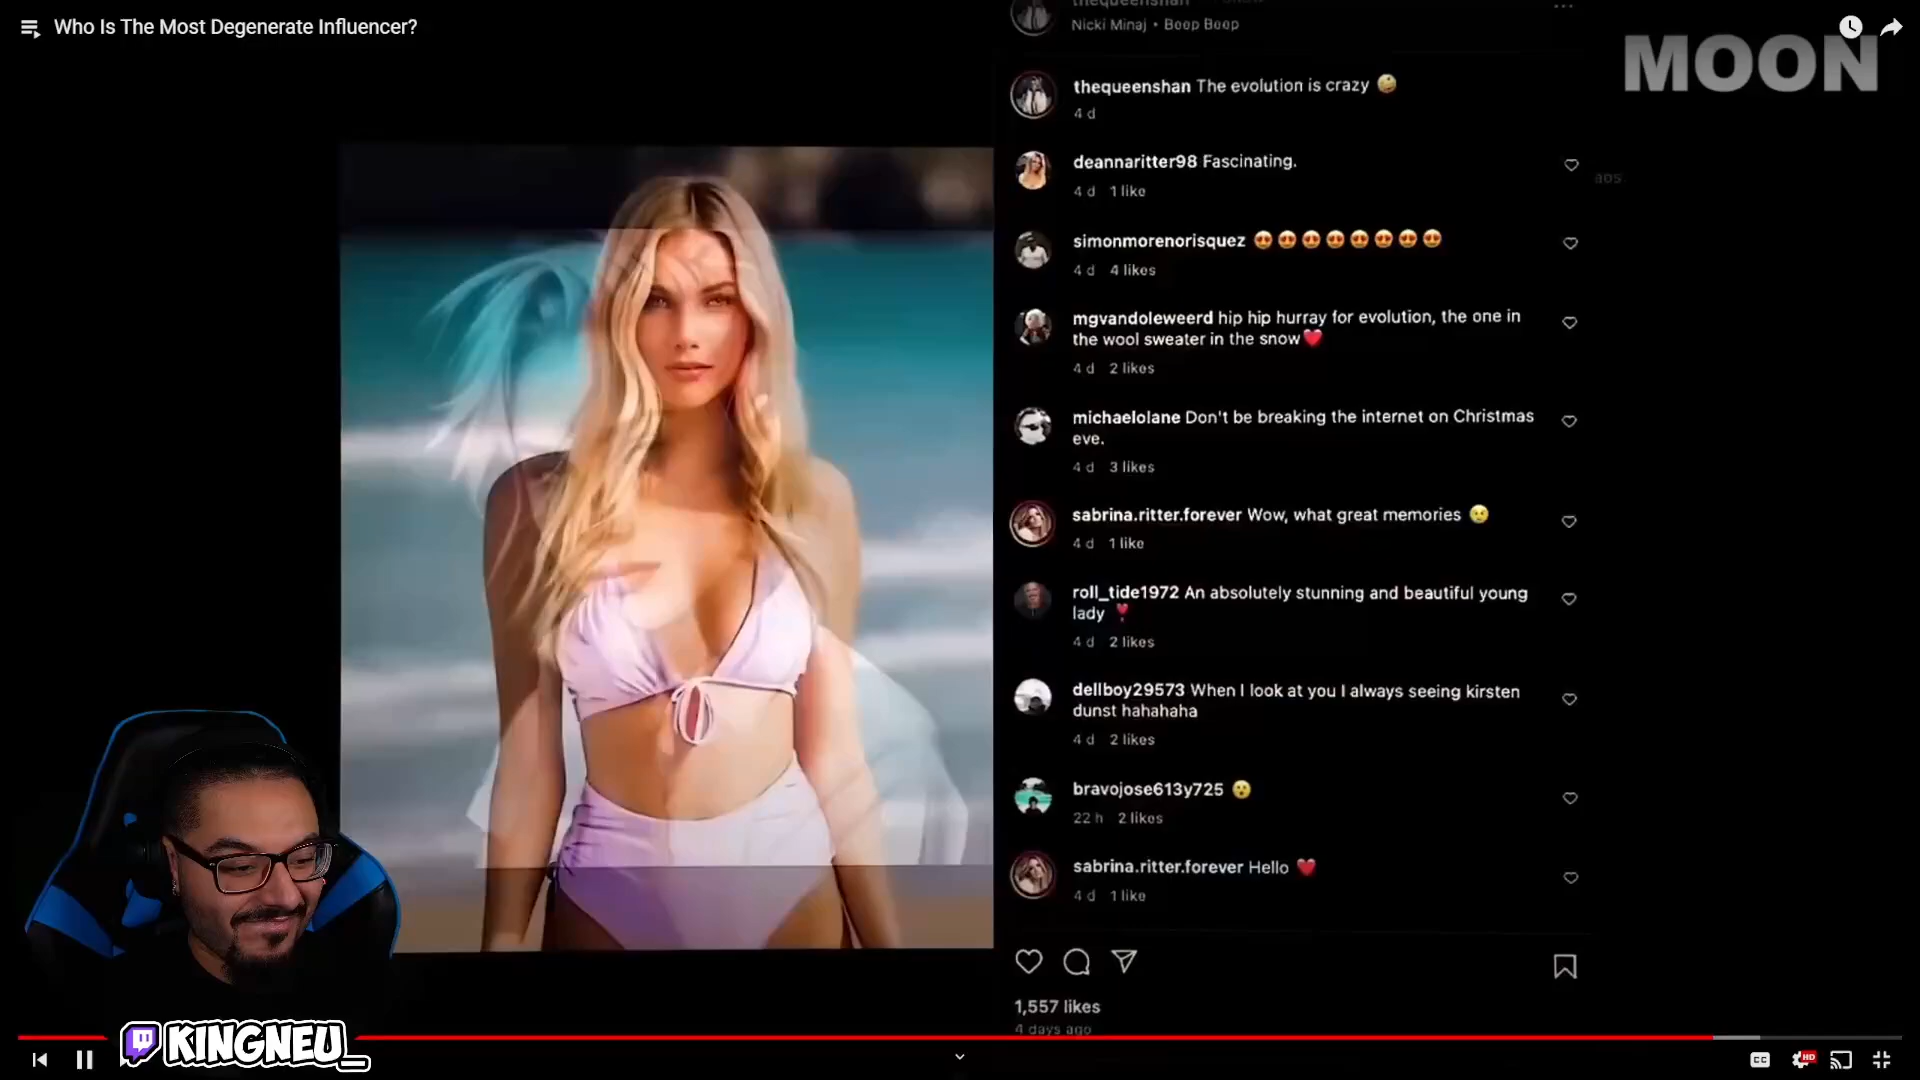 Who Is The Most Degenerate Influencer?
thequeenshan
Nicki Minaj • Beep Beep
MOON
thequeenshan The evolution is crazy 🤪
4 d
deannaritter98 Fascinating.
4 d 1 like
aos.
simonmorenorisquez 😍😍😍😍😍😍😍😍
4 d 4 likes
mgvandoleweerd hip hip hurray for evolution, the one in
the wool sweater in the snow❤️
4 d 2 likes
michaelolane Don't be breaking the internet on Christmas
eve.
4 d 3 likes
sabrina.ritter.forever Wow, what great memories 😉
4 d 1 like
roll_tide1972 An absolutely stunning and beautiful young
lady ❣️
4 d 2 likes
dellboy29573 When I look at you I always seeing kirsten
dunst hahahaha
4 d 2 likes
bravojose613y725 😮
22 h 2 likes
sabrina.ritter.forever Hello ❤️
4 d 1 like
1,557 likes
4 days ago
KINGNEU_
CC
HD